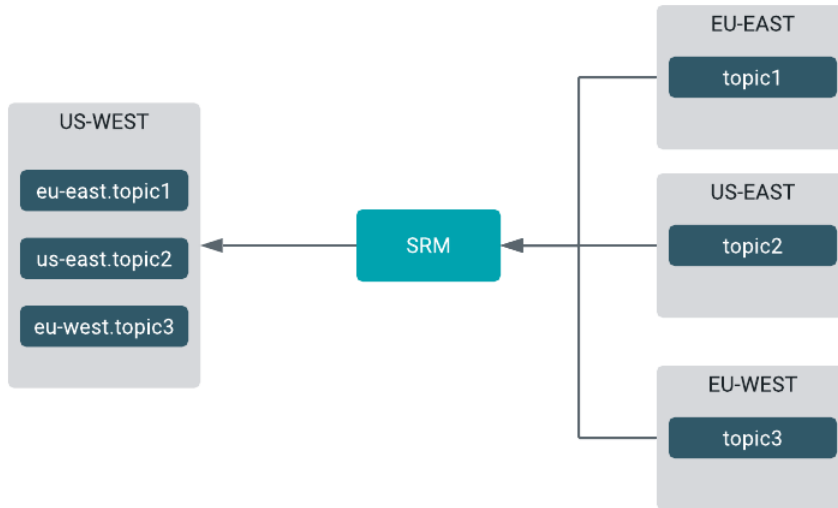 US-WEST
eu-east.topic1
us-east.topic2
eu-west.topic3
SRM
EU-EAST
topic1
US-EAST
topic2
EU-WEST
topic3